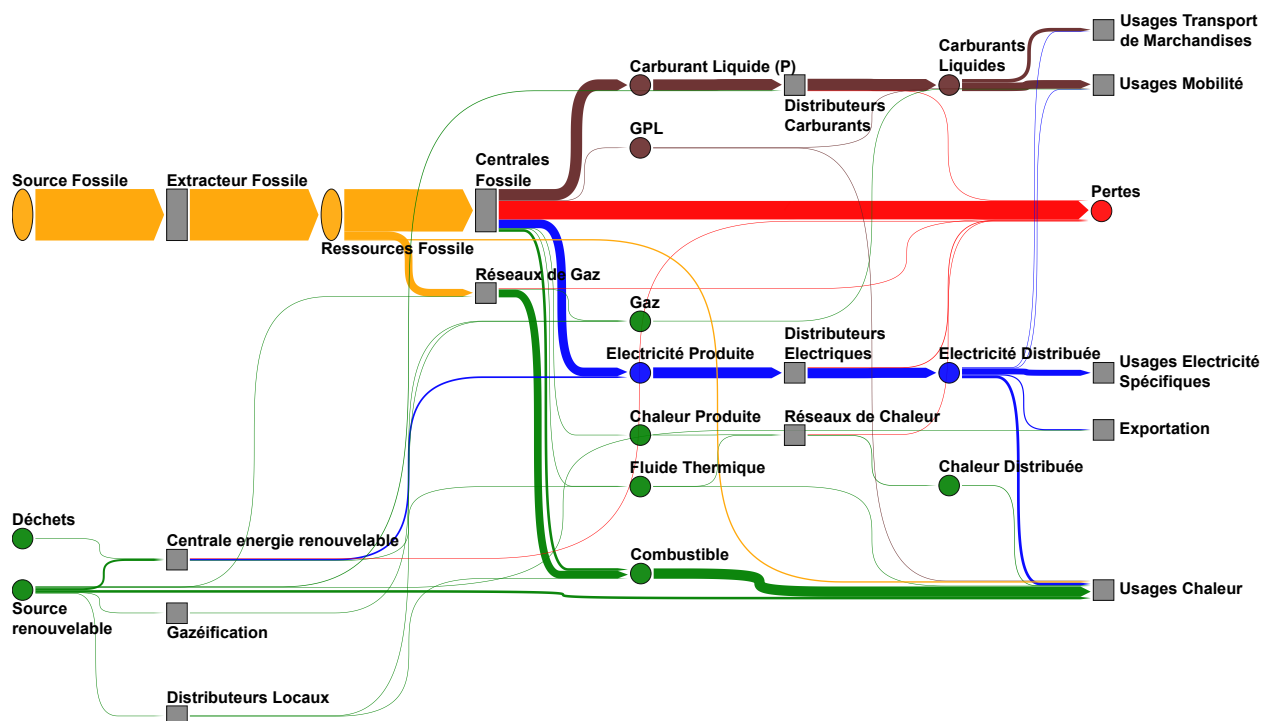 Usages Transport
de Marchandises
Carburants
Liquides
Carburant Liquide (P)
Usages Mobilité
Distributeurs
Carburants
GPL
Centrales
Fossile
Source Fossile
Extracteur Fossile
Pertes
Ressources Fossile
Réseaux de Gaz
Gaz
Distributeurs
Electriques
Electricité Produite
Electricité Distribuée
Usages Electricité
Spécifiques
Chaleur Produite
Réseaux de Chaleur
Exportation
Fluide Thermique
Chaleur Distribuée
Déchets
Centrale energie renouvelable
Combustible
Usages Chaleur
Source
renouvelable
Gazéification
Distributeurs Locaux